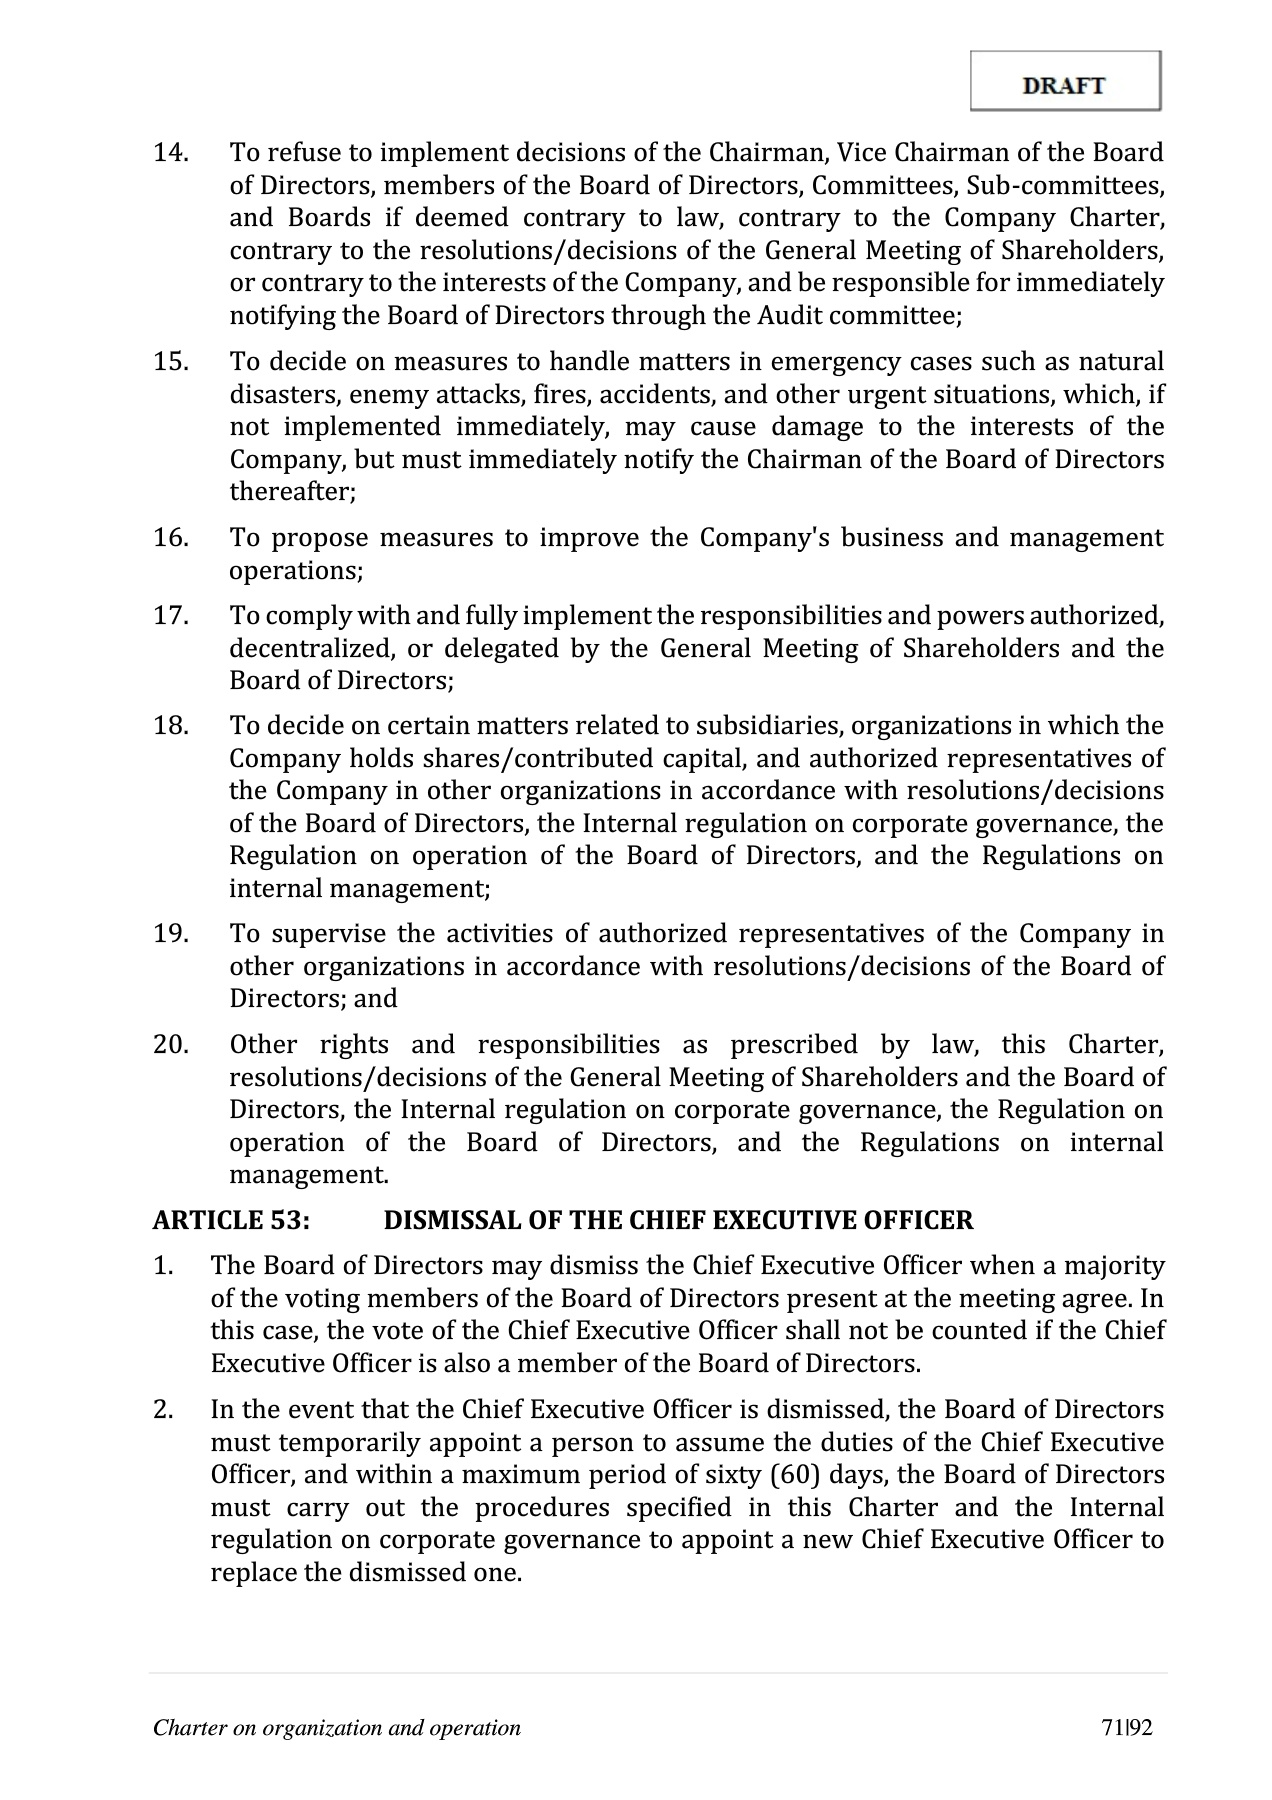 DRAFT
14. To refuse to implement decisions of the Chairman, Vice Chairman of the Board
of Directors, members of the Board of Directors, Committees, Sub-committees,
and Boards if deemed contrary to law, contrary to the Company Charter,
contrary to the resolutions/decisions of the General Meeting of Shareholders,
or contrary to the interests of the Company, and be responsible for immediately
notifying the Board of Directors through the Audit committee;
15. To decide on measures to handle matters in emergency cases such as natural
disasters, enemy attacks, fires, accidents, and other urgent situations, which, if
not implemented immediately, may cause damage to the interests of the
Company, but must immediately notify the Chairman of the Board of Directors
thereafter;
16. To propose measures to improve the Company's business and management
operations;
17. To comply with and fully implement the responsibilities and powers authorized,
decentralized, or delegated by the General Meeting of Shareholders and the
Board of Directors;
18. To decide on certain matters related to subsidiaries, organizations in which the
Company holds shares/contributed capital, and authorized representatives of
the Company in other organizations in accordance with resolutions/decisions
of the Board of Directors, the Internal regulation on corporate governance, the
Regulation on operation of the Board of Directors, and the Regulations on
internal management;
19. To supervise the activities of authorized representatives of the Company in
other organizations in accordance with resolutions/decisions of the Board of
Directors; and
20. Other rights and responsibilities as prescribed by law, this Charter,
resolutions/decisions of the General Meeting of Shareholders and the Board of
Directors, the Internal regulation on corporate governance, the Regulation on
operation of the Board of Directors, and the Regulations on internal
management.
ARTICLE 53: DISMISSAL OF THE CHIEF EXECUTIVE OFFICER
1. The Board of Directors may dismiss the Chief Executive Officer when a majority
of the voting members of the Board of Directors present at the meeting agree. In
this case, the vote of the Chief Executive Officer shall not be counted if the Chief
Executive Officer is also a member of the Board of Directors.
2. In the event that the Chief Executive Officer is dismissed, the Board of Directors
must temporarily appoint a person to assume the duties of the Chief Executive
Officer, and within a maximum period of sixty (60) days, the Board of Directors
must carry out the procedures specified in this Charter and the Internal
regulation on corporate governance to appoint a new Chief Executive Officer to
replace the dismissed one.
Charter on organization and operation 71|92